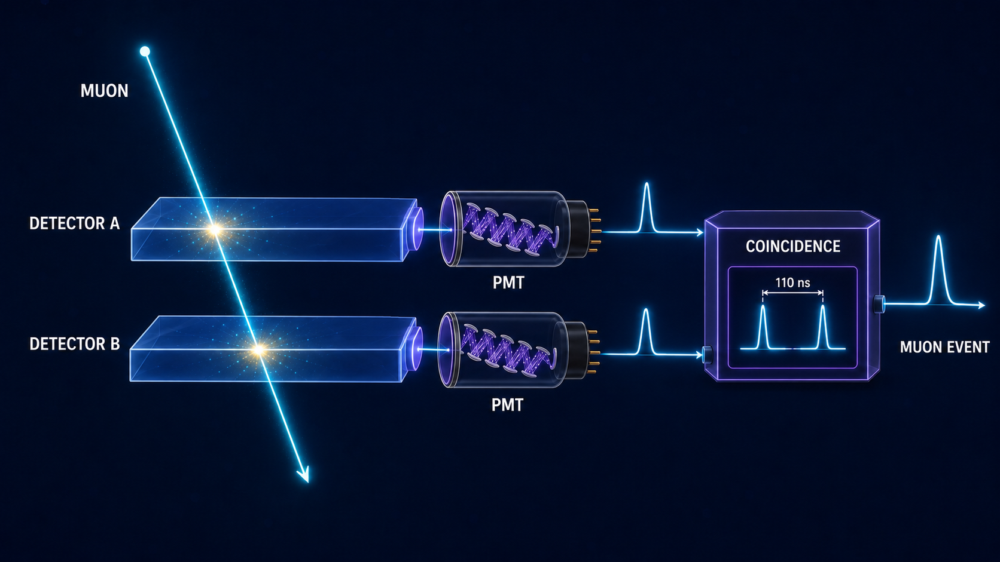 MUON
DETECTOR A
PMT
COINCIDENCE
110 ns
DETECTOR B
MUON EVENT
PMT